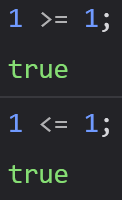 1 >= 1;
true
1 <= 1;
true